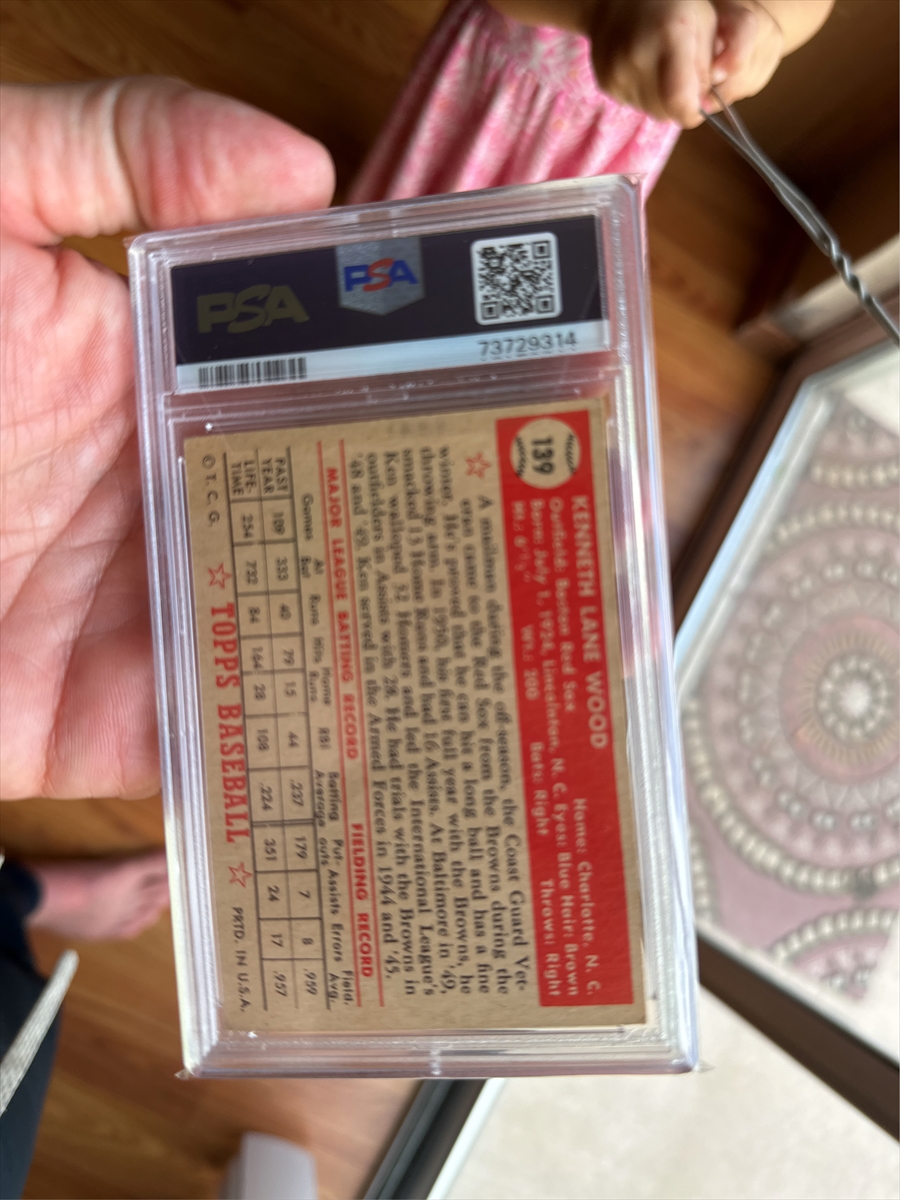 PSA
PSA
73729314
139
KENNETH LANE WOOD
Home: Charlotte, N. C.
Outfield, Boston Red Sox
Born: July 1, 1924, Lincolnton, N. C. Eyes: Blue Hair: Brown
Wt.: 200 Bats: Right Throws: Right
A mailman during the off-season, the Coast Guard Vet-
eran came to the Red Sox from the Browns during the
winter. He's proved that he can hit a long ball and has a fine
throwing arm. In 1950, his first full year with the Browns, he
smacked 13 Home Runs and had 16 Assists. At Baltimore in '49,
Ken walloped 32 Homers and led the International League's
outfielders in Assists with 28. He had trials with the Browns in
'48 and '49. Ken served in the Armed Forces in 1944 and '45.
MAJOR LEAGUE BATTING RECORD FIELDING RECORD
Games At Bat Runs Hits Home Runs RBI Batting Average Put-outs Assists Errors Field. Avg.
PAST YEAR 109 333 40 79 15 44 .237 179 7 8 .959
LIFE-TIME 254 732 84 164 28 108 .224 351 24 17 .957
© T. C. G. ☆ TOPPS BASEBALL ☆ PRTD. IN U.S.A.